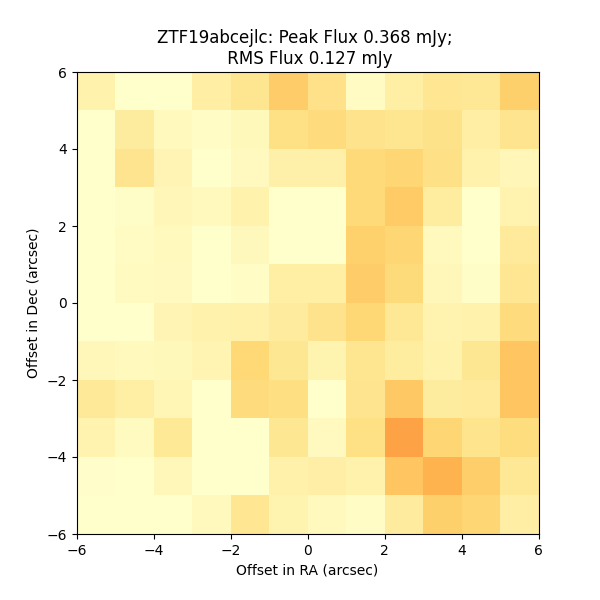 ZTF19abcejlc: Peak Flux 0.368 mJy;
RMS Flux 0.127 mJy
6
4
2
0
−2
−4
−6
Offset in Dec (arcsec)
−6 −4 −2 0 2 4 6
Offset in RA (arcsec)